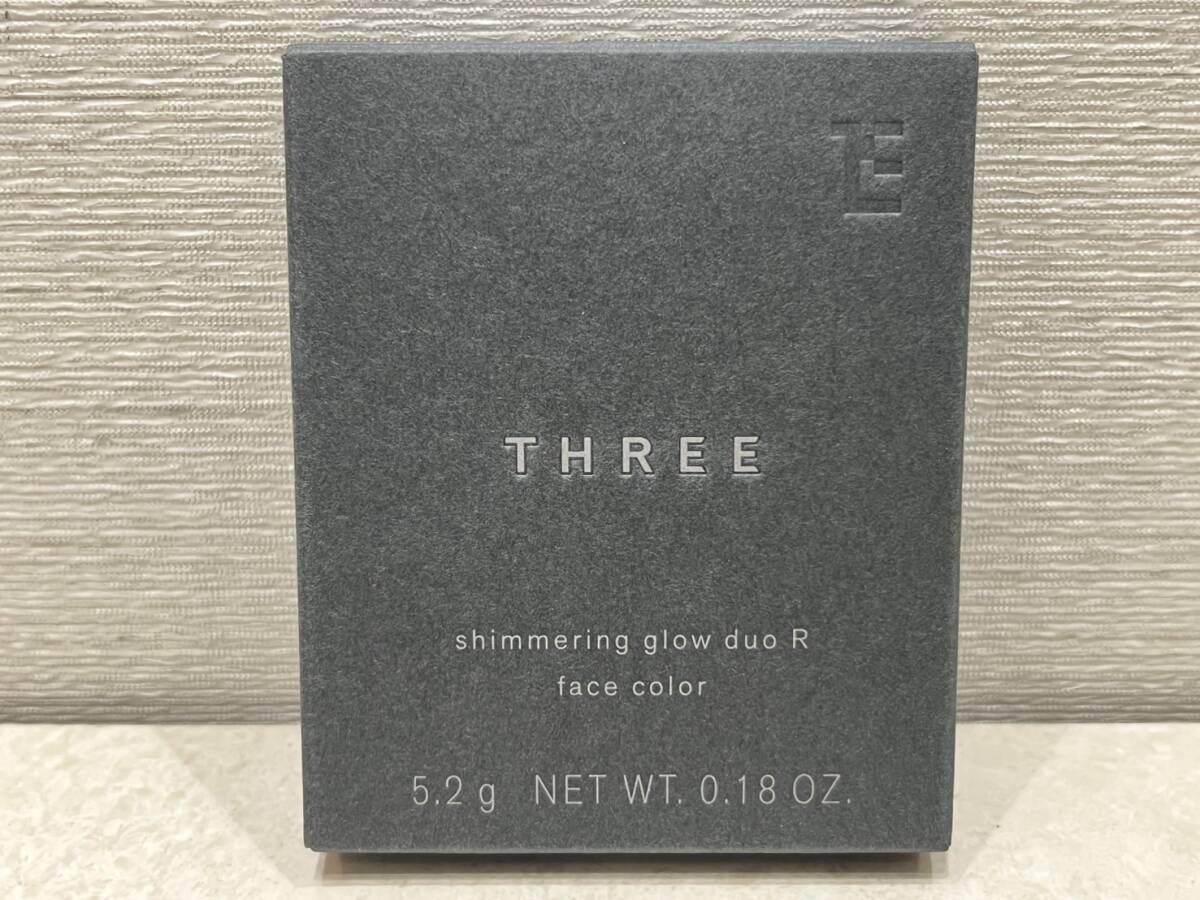 THREE
shimmering glow duo R
face color
5.2 g NET WT. 0.18 OZ.